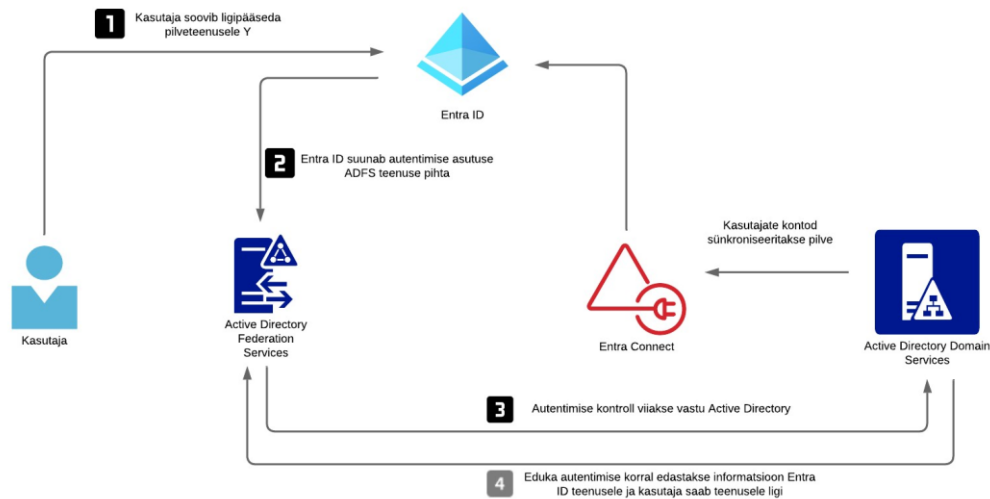 1
Kasutaja soovib ligipääseda
pilveteenusele Y
Entra ID
2
Entra ID suunab autentimise asutuse
ADFS teenuse pihta
Kasutajate kontod
sünkroniseeritakse pilve
Kasutaja
Active Directory
Federation
Services
Entra Connect
Active Directory Domain
Services
3
Autentimise kontroll viiakse vastu Active Directory
4
Eduka autentimise korral edastakse informatsioon Entra
ID teenusele ja kasutaja saab teenusele ligi